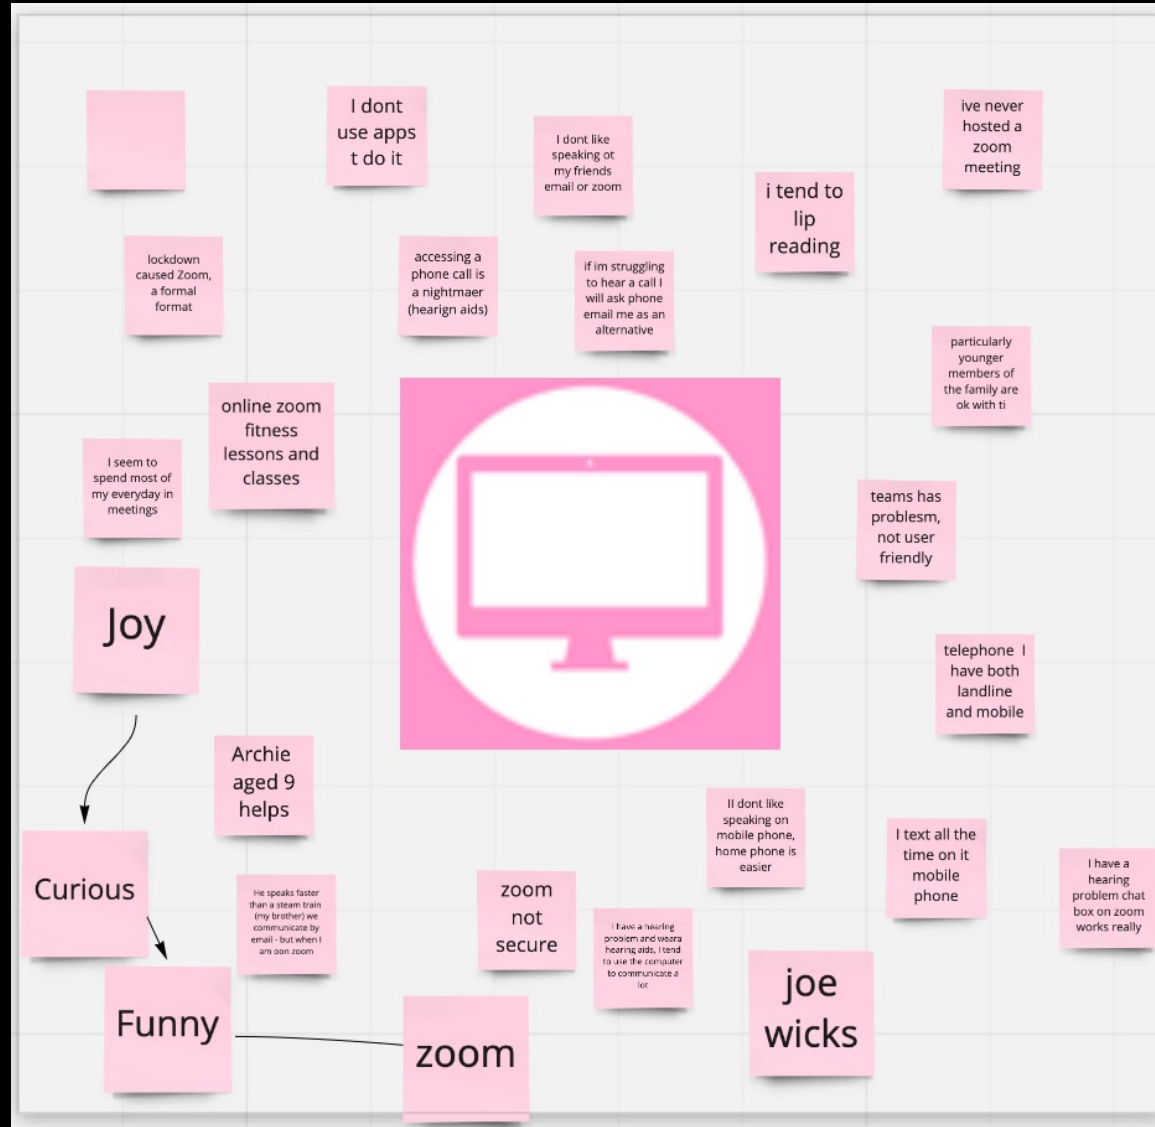 I dont
use apps
t do it
I dont like
speaking ot
my friends
email or zoom
ive never
hosted a
zoom
meeting
i tend to
lip
reading
lockdown
caused Zoom,
a formal
format
accessing a
phone call is
a nightmaer
(hearign aids)
if im struggling
to hear a call I
will ask phone
email me as an
alternative
particularly
younger
members of
the family are
ok with ti
online zoom
fitness
lessons and
classes
I seem to
spend most of
my everyday in
meetings
teams has
problesm,
not user
friendly
Joy
telephone I
have both
landline
and mobile
Archie
aged 9
helps
Curious
He speaks faster
than a steam train
(my brother) we
communicate by
email - but when I
am oon zoom
II dont like
speaking on
mobile phone,
home phone is
easier
I text all the
time on it
mobile
phone
I have a
hearing
problem chat
box on zoom
works really
zoom
not
secure
I have a hearing
problem and weara
hearing aids, I tend
to use the computer
to communicate a
lot
Funny
zoom
joe
wicks